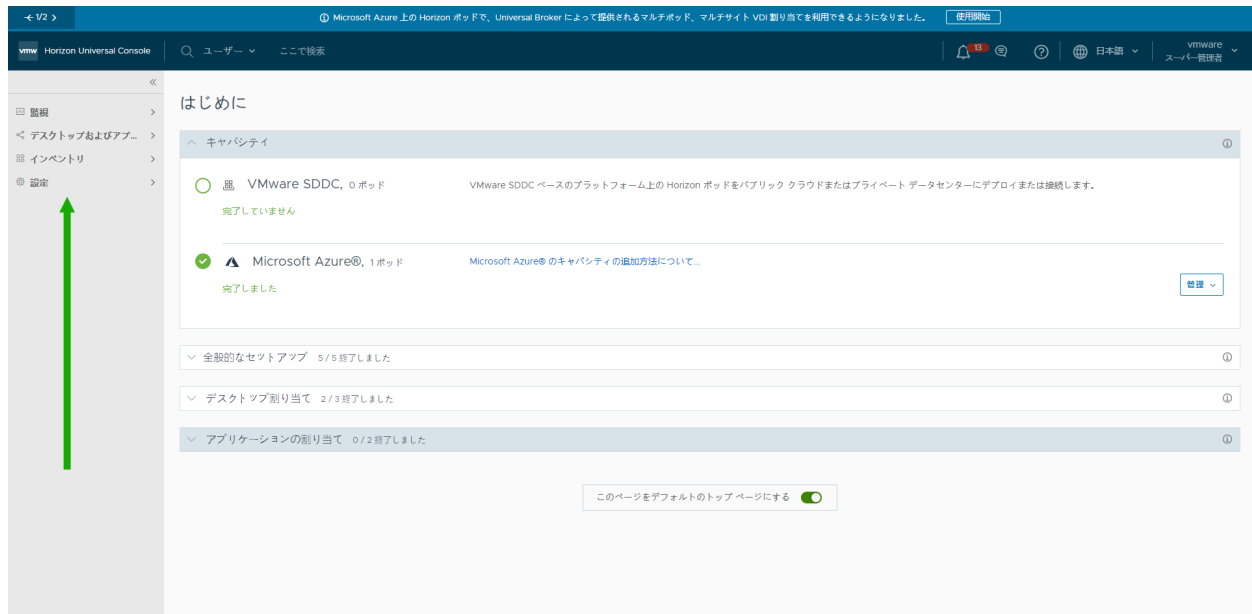 1/2
Microsoft Azure 上の Horizon ポッドで、Universal Broker によって提供されるマルチポッド、マルチサイト VDI 割り当てを利用できるようになりました。 使用開始
vmw Horizon Universal Console ユーザー ここで検索 13 日本語 vmware
スーパー管理者
はじめに
監視
デスクトップおよびアプ...
インベントリ
設定
キャパシティ
VMware SDDC, 0 ポッド VMware SDDC ベースのプラットフォーム上の Horizon ポッドをパブリック クラウドまたはプライベート データセンターにデプロイまたは接続します。
完了していません
Microsoft Azure®, 1 ポッド Microsoft Azure® のキャパシティの追加方法について...
完了しました
管理
全般的なセットアップ 5 / 5 終了しました
デスクトップ割り当て 2 / 3 終了しました
アプリケーションの割り当て 0 / 2 終了しました
このページをデフォルトのトップ ページにする